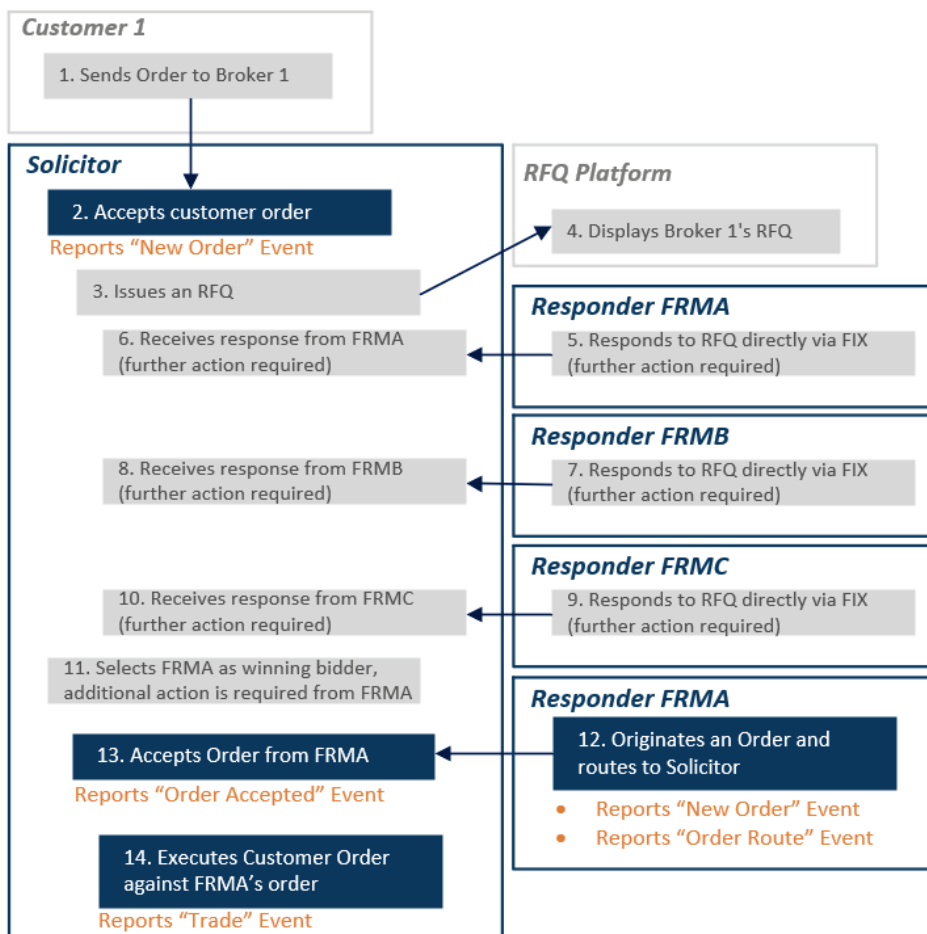 Customer 1
1. Sends Order to Broker 1
Solicitor
2. Accepts customer order
Reports “New Order” Event
3. Issues an RFQ
RFQ Platform
4. Displays Broker 1's RFQ
Responder FRMA
5. Responds to RFQ directly via FIX
(further action required)
6. Receives response from FRMA
(further action required)
Responder FRMB
7. Responds to RFQ directly via FIX
(further action required)
8. Receives response from FRMB
(further action required)
Responder FRMC
9. Responds to RFQ directly via FIX
(further action required)
10. Receives response from FRMC
(further action required)
11. Selects FRMA as winning bidder,
additional action is required from FRMA
Responder FRMA
12. Originates an Order and
routes to Solicitor
• Reports “New Order” Event
• Reports “Order Route” Event
13. Accepts Order from FRMA
Reports “Order Accepted” Event
14. Executes Customer Order
against FRMA’s order
Reports “Trade” Event